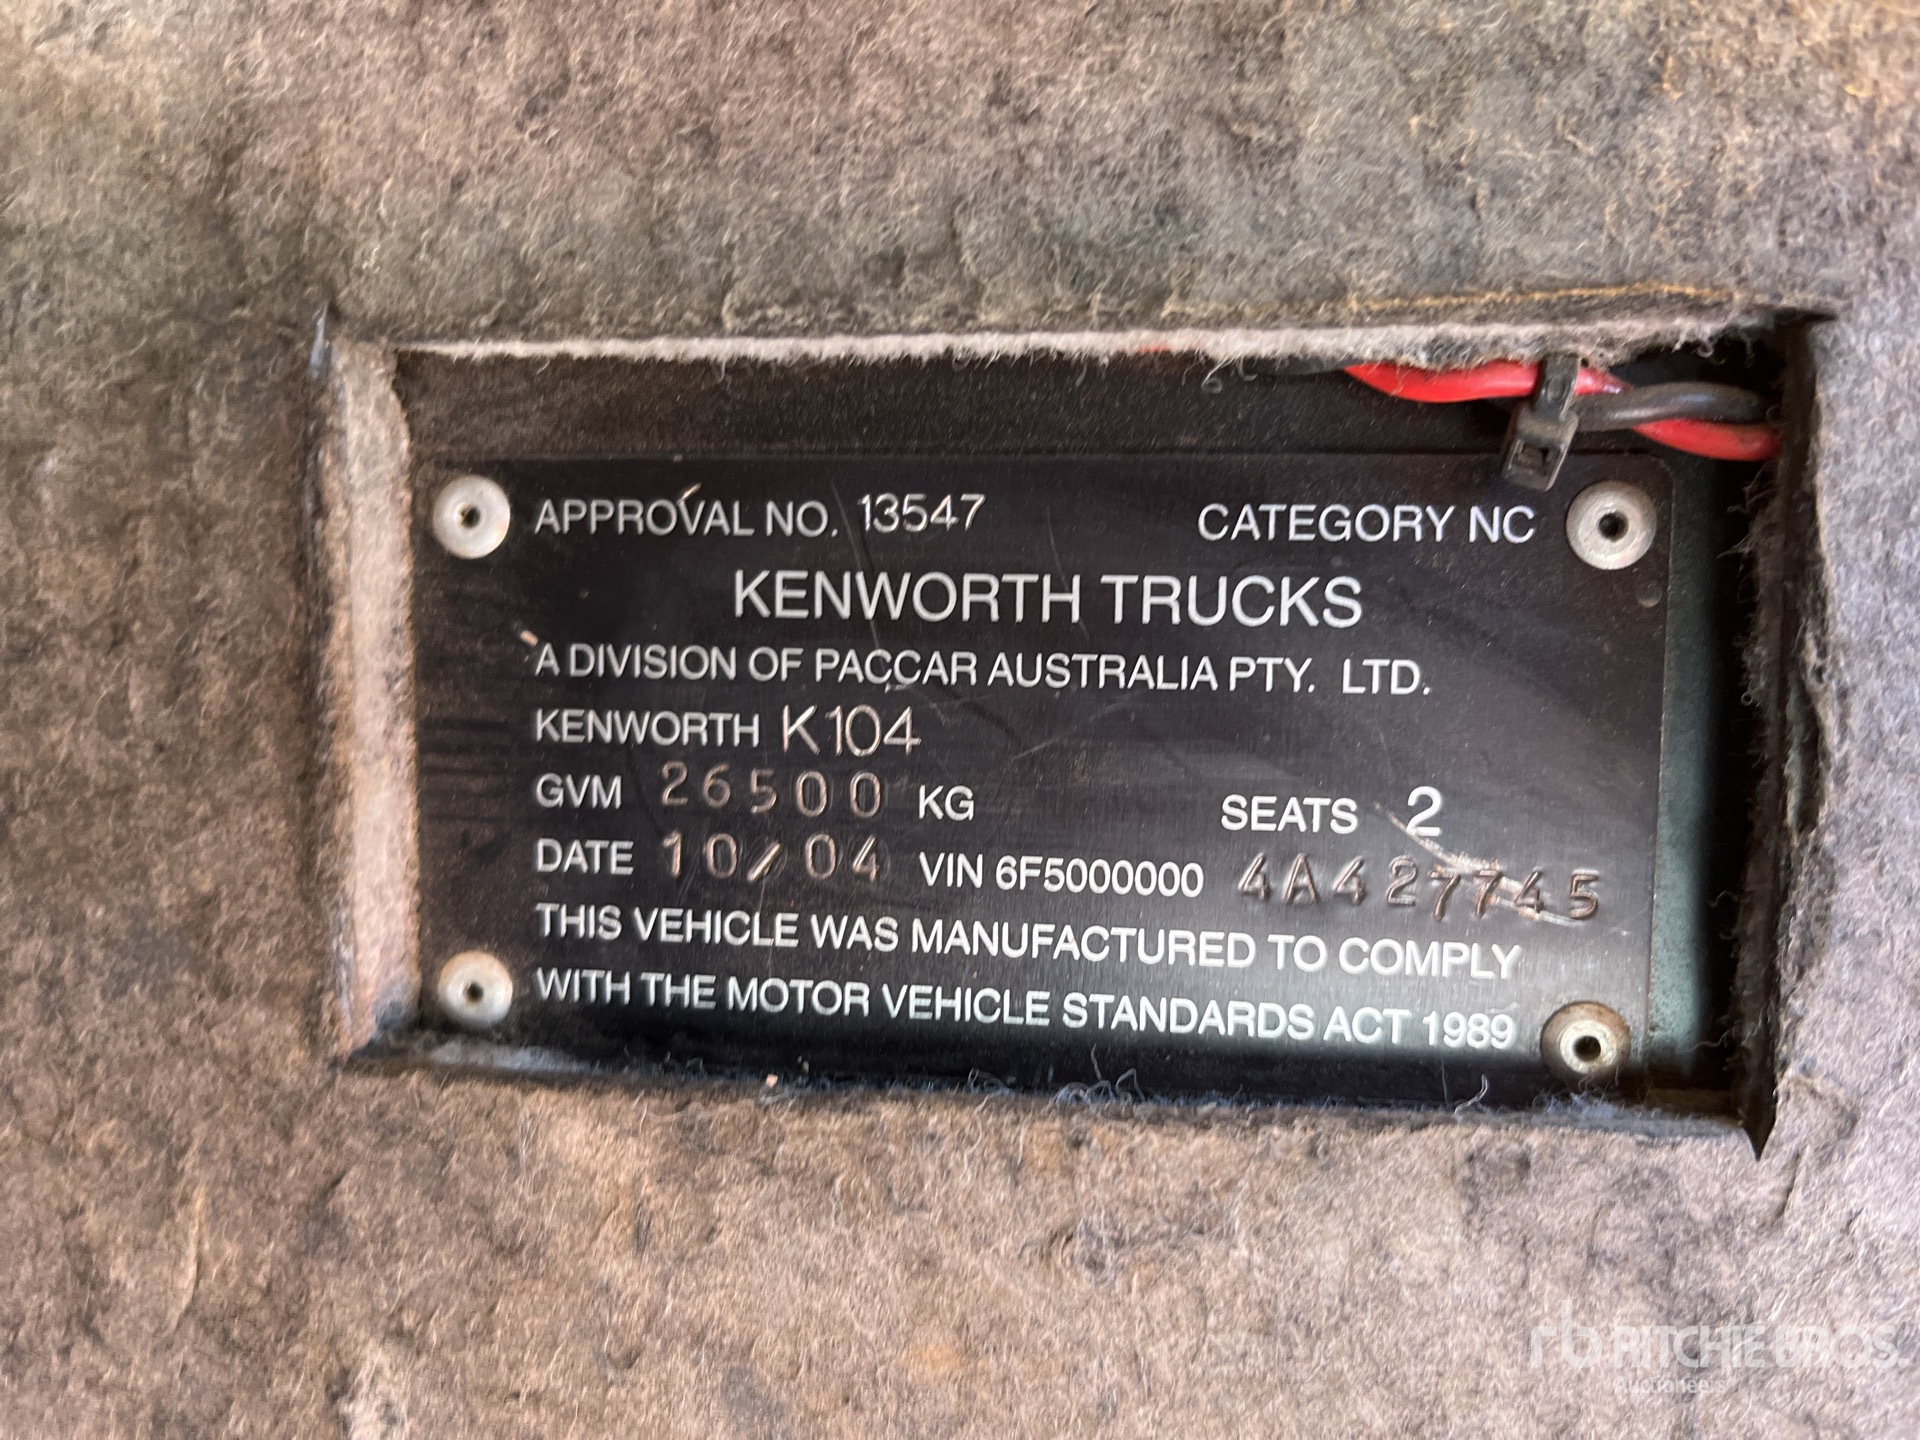 APPROVAL NO. 13547 CATEGORY NC
KENWORTH TRUCKS
A DIVISION OF PACCAR AUSTRALIA PTY. LTD.
KENWORTH K104
GVM 26500 KG SEATS 2
DATE 10/04 VIN 6F5000000 4A427745
THIS VEHICLE WAS MANUFACTURED TO COMPLY
WITH THE MOTOR VEHICLE STANDARDS ACT 1989
rb RITCHIE BROS.
Auctioneers